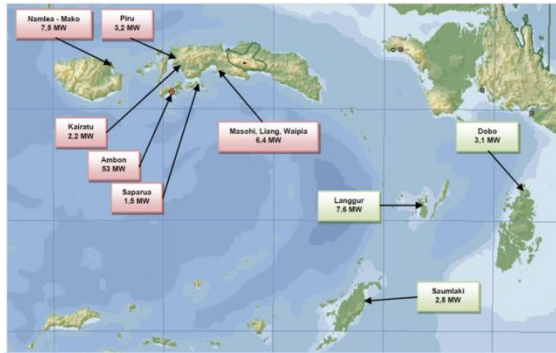 Namlea - Mako
7,5 MW
Piru
3,2 MW
Kairatu
2,2 MW
Ambon
53 MW
Saparua
1,5 MW
Masohi, Liang, Waipia
6,4 MW
Dobo
3,1 MW
Langgur
7,6 MW
Saumlaki
2,8 MW